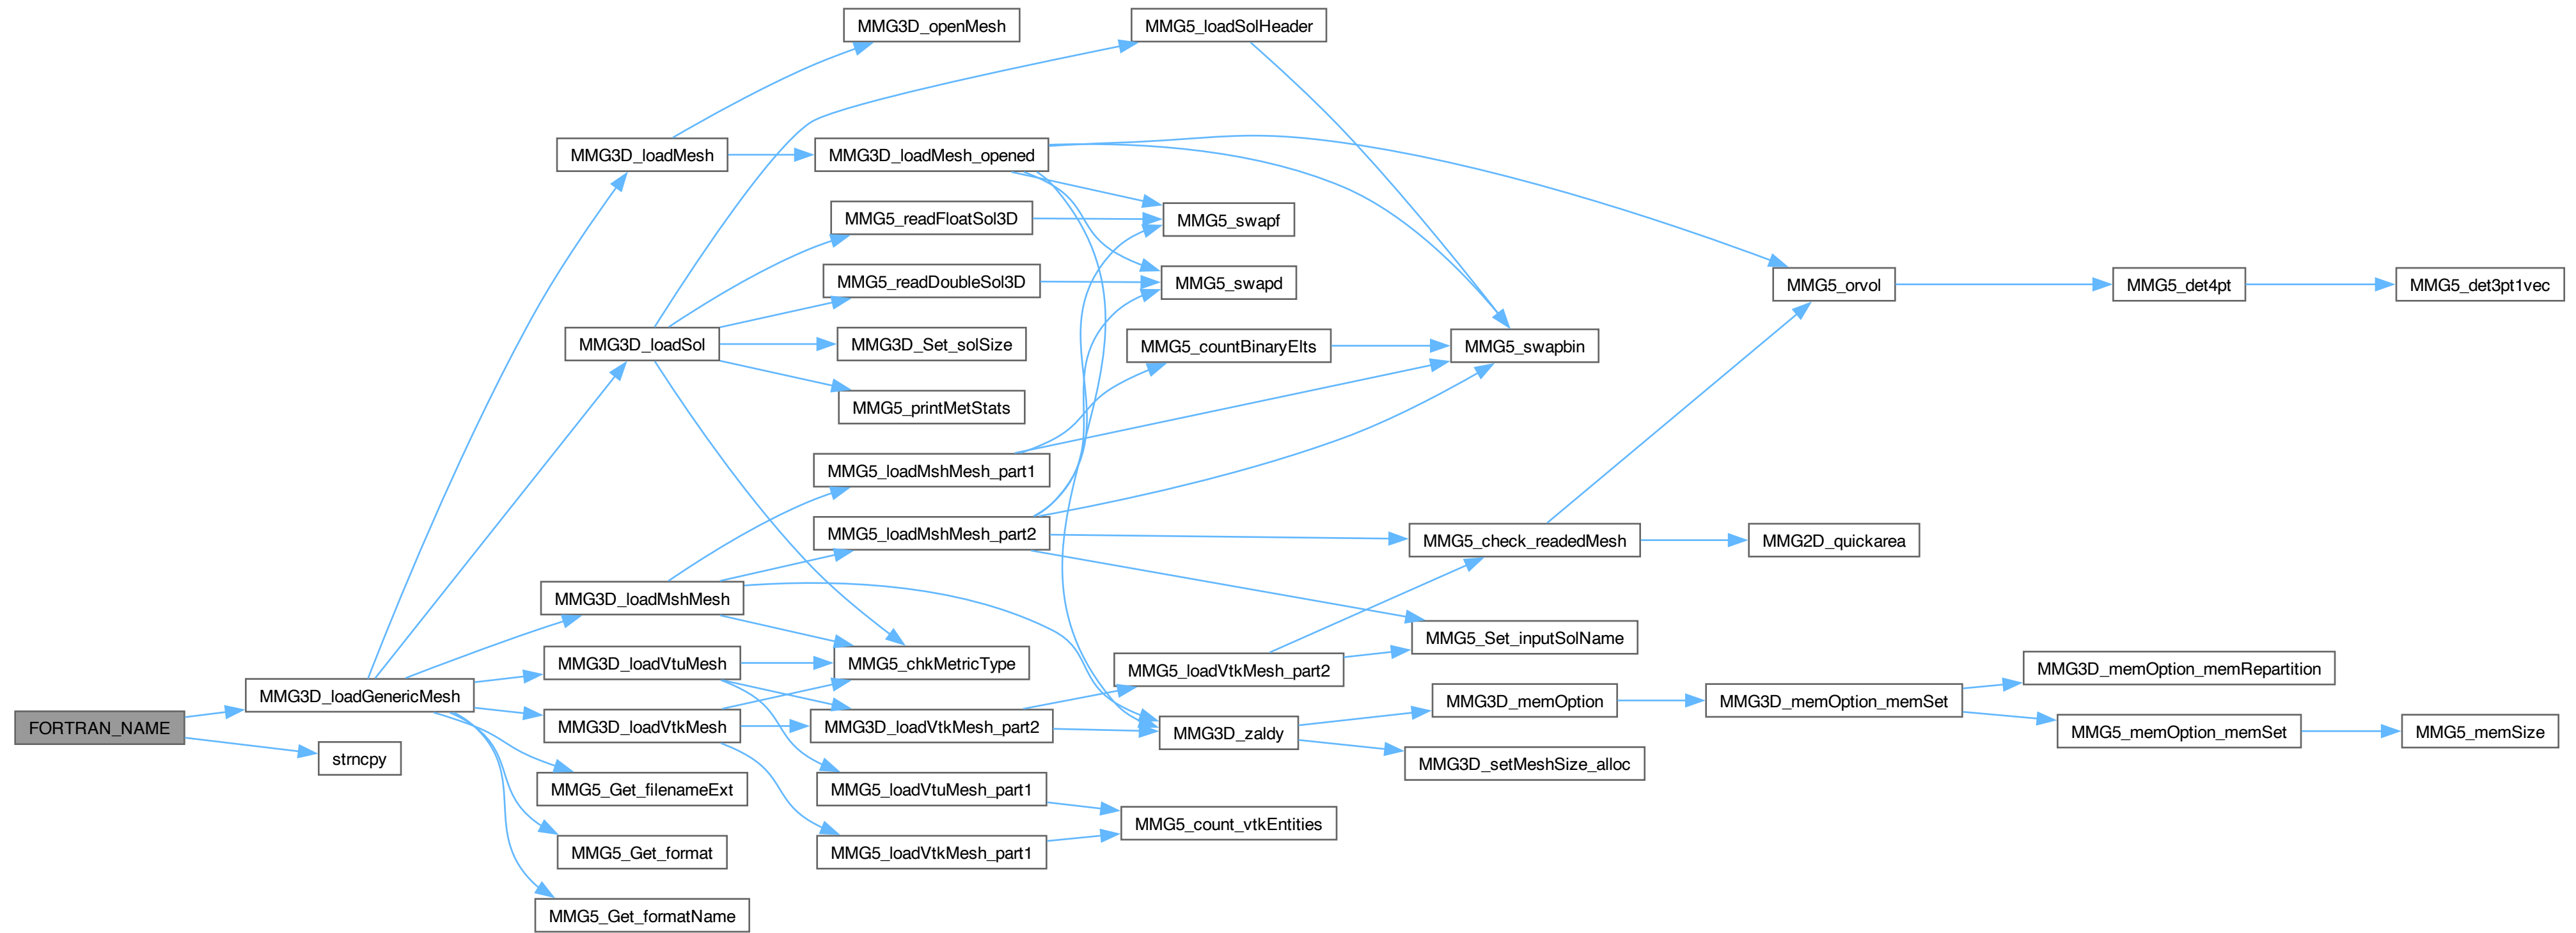 FORTRAN_NAME
MMG3D_loadGenericMesh
strncpy
MMG3D_loadMesh
MMG3D_loadSol
MMG3D_loadMshMesh
MMG3D_loadVtuMesh
MMG3D_loadVtkMesh
MMG5_Get_filenameExt
MMG5_Get_format
MMG5_Get_formatName
MMG3D_openMesh
MMG3D_loadMesh_opened
MMG5_readFloatSol3D
MMG5_readDoubleSol3D
MMG3D_Set_solSize
MMG5_printMetStats
MMG5_loadMshMesh_part1
MMG5_loadMshMesh_part2
MMG5_chkMetricType
MMG3D_loadVtkMesh_part2
MMG5_loadVtuMesh_part1
MMG5_loadVtkMesh_part1
MMG5_loadSolHeader
MMG5_swapf
MMG5_swapd
MMG5_countBinaryElts
MMG5_loadVtkMesh_part2
MMG3D_zaldy
MMG5_count_vtkEntities
MMG5_swapbin
MMG5_check_readedMesh
MMG5_Set_inputSolName
MMG3D_memOption
MMG3D_setMeshSize_alloc
MMG5_orvol
MMG2D_quickarea
MMG3D_memOption_memSet
MMG5_det4pt
MMG3D_memOption_memRepartition
MMG5_memOption_memSet
MMG5_det3pt1vec
MMG5_memSize